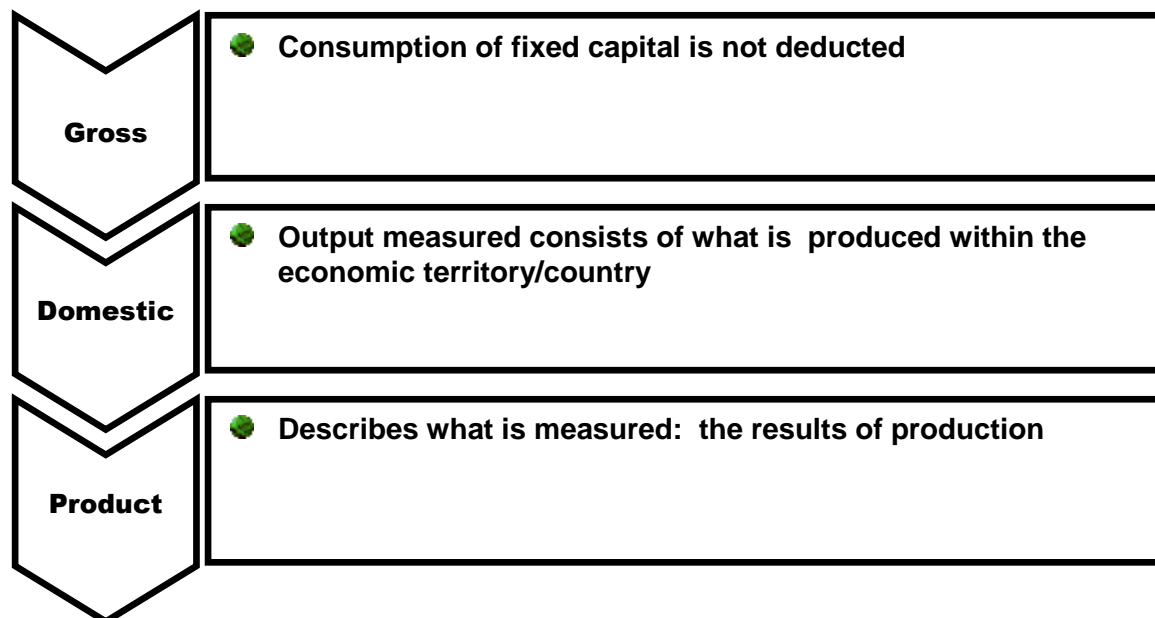 Gross
Consumption of fixed capital is not deducted
Domestic
Output measured consists of what is produced within the
economic territory/country
Product
Describes what is measured: the results of production